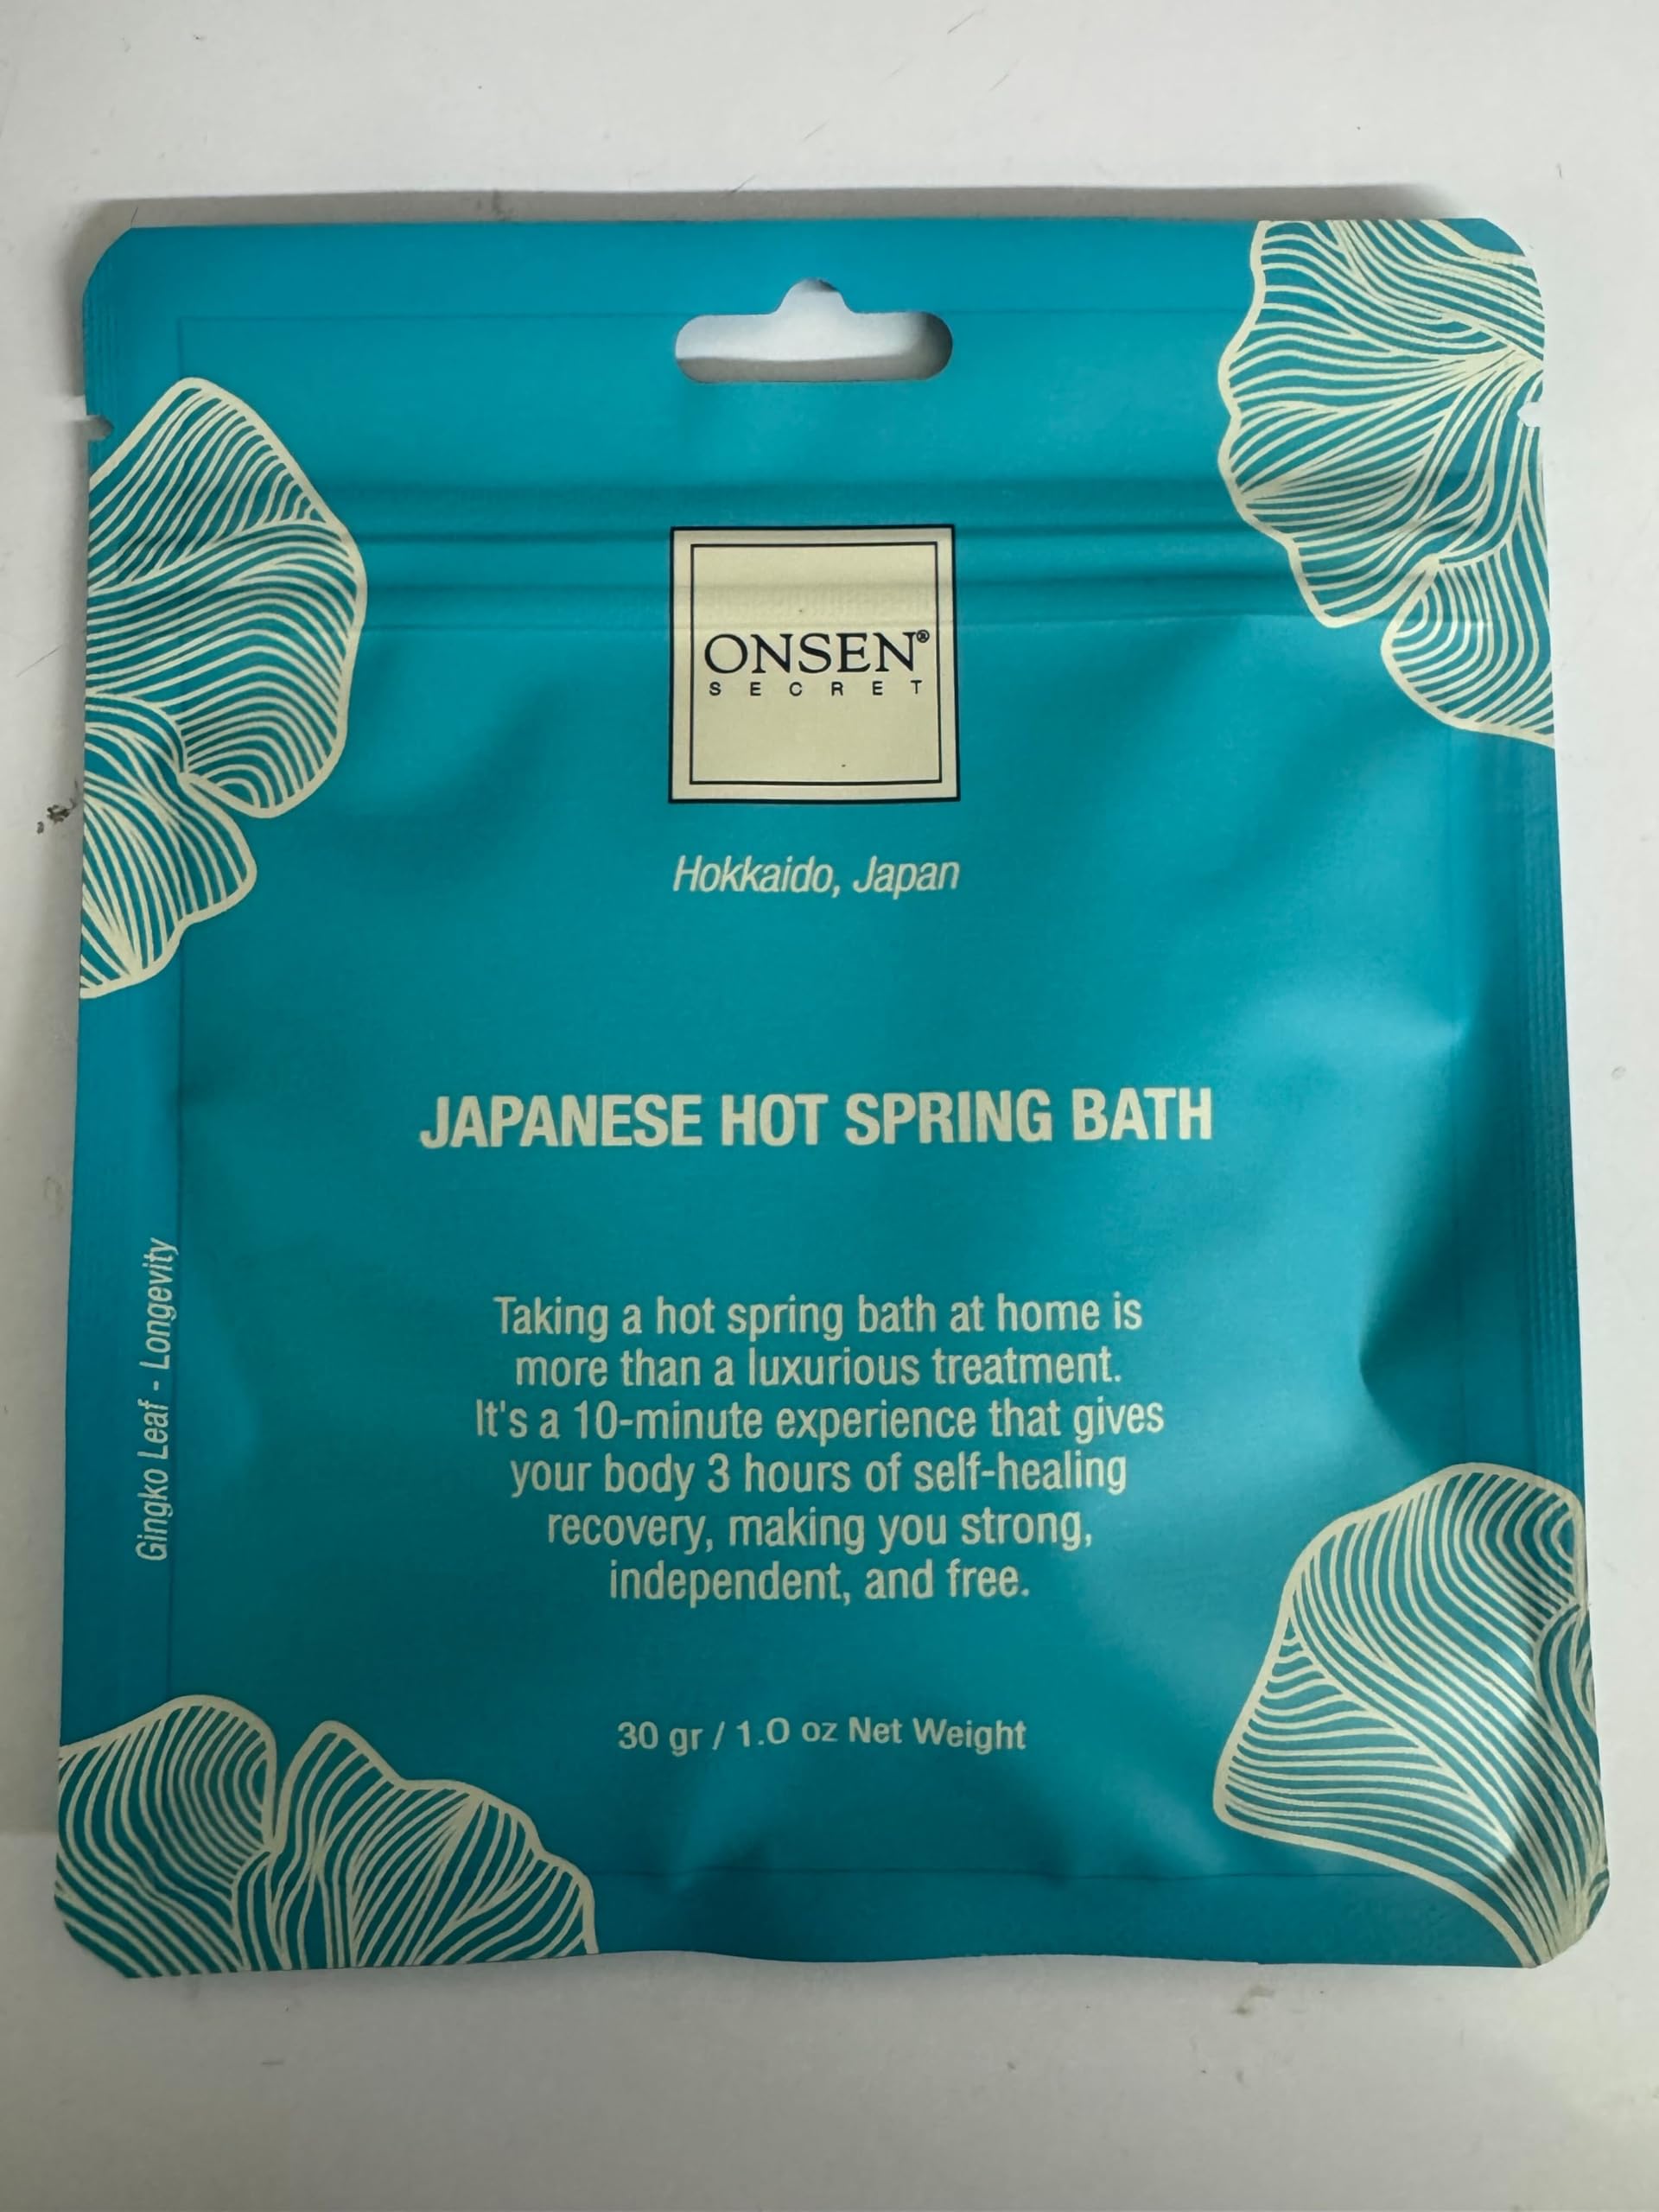 ONSEN®
SECRET
Hokkaido, Japan
JAPANESE HOT SPRING BATH
Taking a hot spring bath at home is
more than a luxurious treatment.
It's a 10-minute experience that gives
your body 3 hours of self-healing
recovery, making you strong,
independent, and free.
30 gr / 1.0 oz Net Weight
Gingko Leaf - Longevity